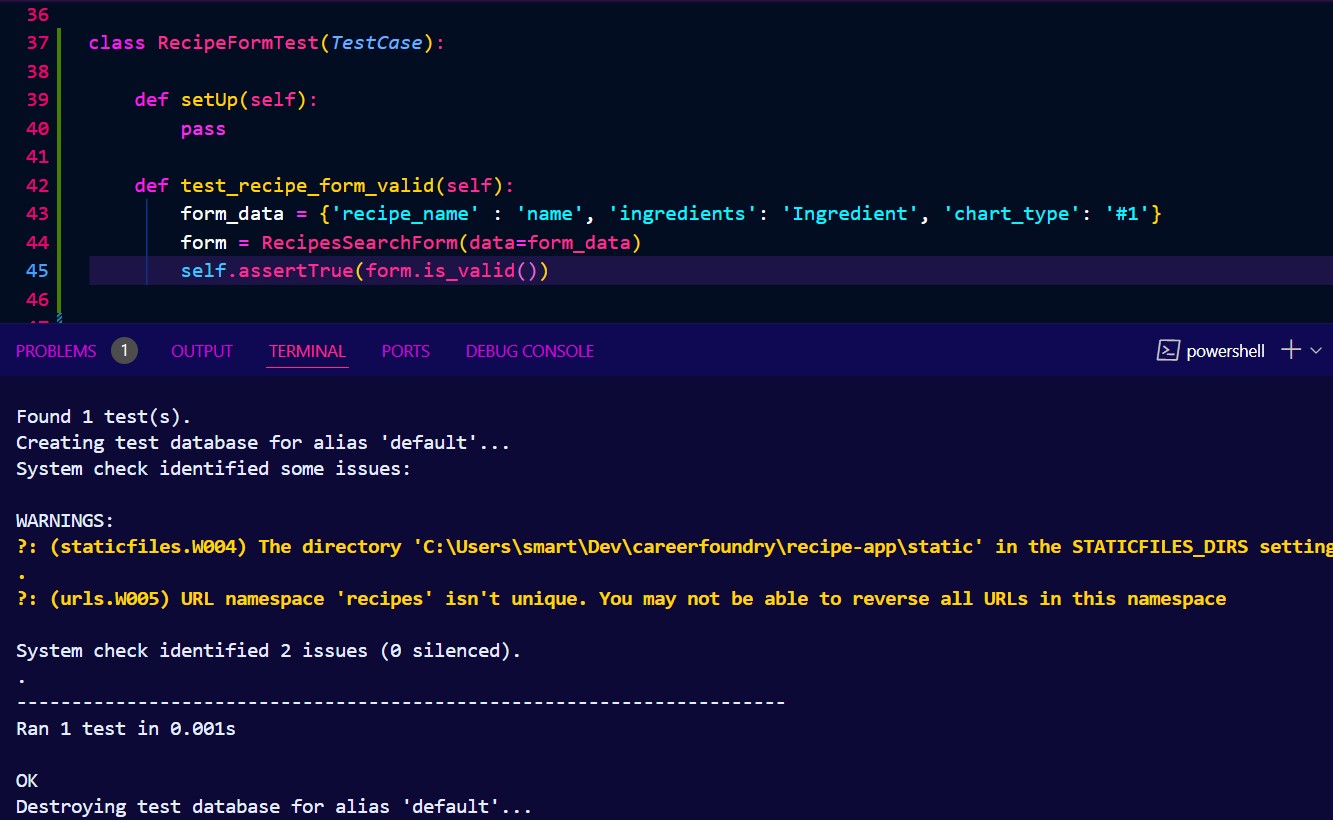 36
37 class RecipeFormTest(TestCase):
38
39     def setUp(self):
40         pass
41
42     def test_recipe_form_valid(self):
43         form_data = {'recipe_name' : 'name', 'ingredients': 'Ingredient', 'chart_type': '#1'}
44         form = RecipesSearchForm(data=form_data)
45         self.assertTrue(form.is_valid())
46
PROBLEMS 1 OUTPUT TERMINAL PORTS DEBUG CONSOLE powershell
Found 1 test(s).
Creating test database for alias 'default'...
System check identified some issues:
WARNINGS:
?: (staticfiles.W004) The directory 'C:\Users\smart\Dev\careerfoundry\recipe-app\static' in the STATICFILES_DIRS setting
.
?: (urls.W005) URL namespace 'recipes' isn't unique. You may not be able to reverse all URLs in this namespace
System check identified 2 issues (0 silenced).
.
----------------------------------------------------------------------
Ran 1 test in 0.001s
OK
Destroying test database for alias 'default'...